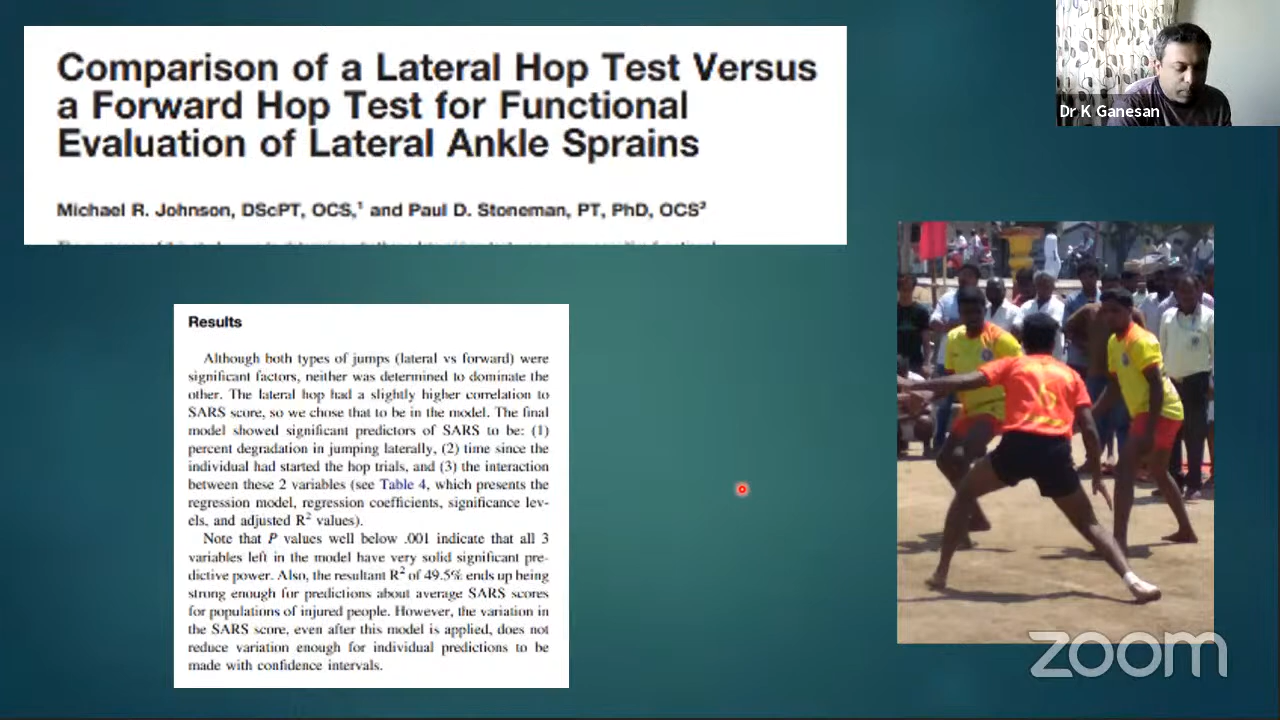 Comparison of a Lateral Hop Test Versus
a Forward Hop Test for Functional
Evaluation of Lateral Ankle Sprains
Michael R. Johnson, DScPT, OCS,¹ and Paul D. Stoneman, PT, PhD, OCS²
Dr K Ganesan
Results
Although both types of jumps (lateral vs forward) were
significant factors, neither was determined to dominate the
other. The lateral hop had a slightly higher correlation to
SARS score, so we chose that to be in the model. The final
model showed significant predictors of SARS to be: (1)
percent degradation in jumping laterally, (2) time since the
individual had started the hop trials, and (3) the interaction
between these 2 variables (see Table 4, which presents the
regression model, regression coefficients, significance lev-
els, and adjusted R² values).
Note that P values well below .001 indicate that all 3
variables left in the model have very solid significant pre-
dictive power. Also, the resultant R² of 49.5% ends up being
strong enough for predictions about average SARS scores
for populations of injured people. However, the variation in
the SARS score, even after this model is applied, does not
reduce variation enough for individual predictions to be
made with confidence intervals.
zoom